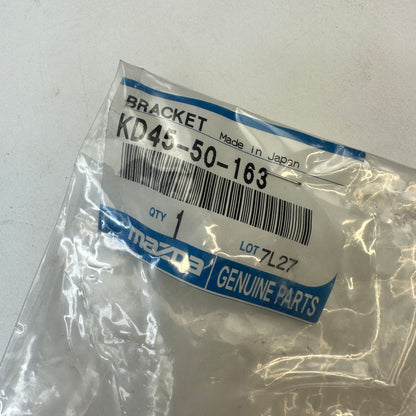 BRACKET Made in Japan
KD45-50-163
QTY 1 LOT 7L27
mazda GENUINE PARTS